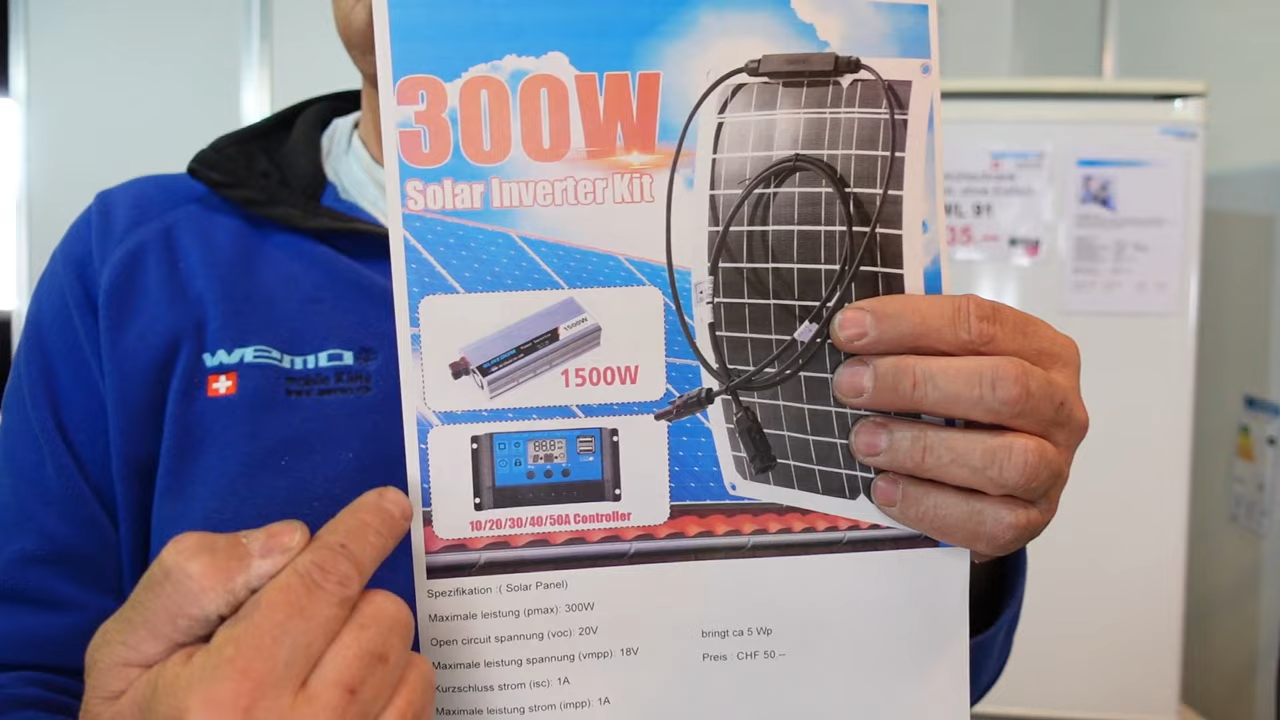 300W
Solar Inverter Kit
1500W
1500W
10/20/30/40/50A Controller
Spezifikation :( Solar Panel)
Maximale leistung (pmax): 300W
Open circuit spannung (voc): 20V
Maximale leistung spannung (vmpp): 18V
Kurzschluss strom (isc): 1A
Maximale leistung strom (impp): 1A
bringt ca 5 Wp
Preis : CHF 50.--
wemo